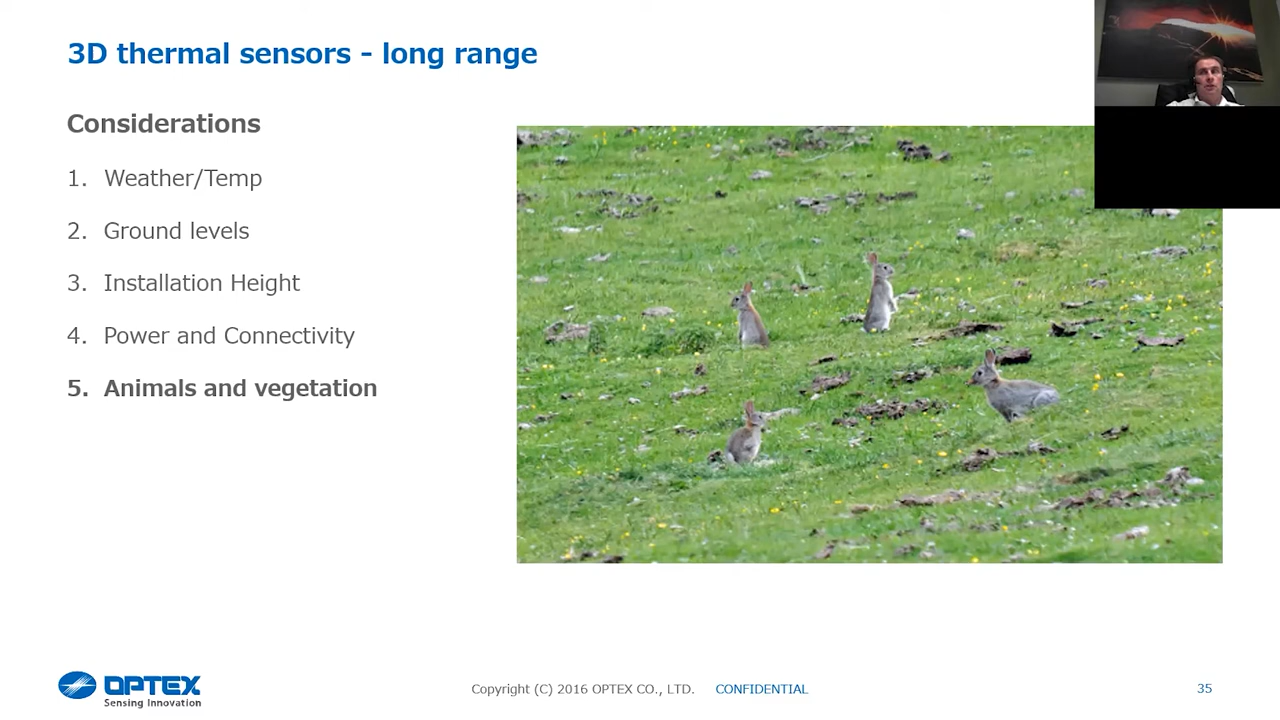 3D thermal sensors - long range
Considerations
1. Weather/Temp
2. Ground levels
3. Installation Height
4. Power and Connectivity
5. Animals and vegetation
OPTEX
Sensing Innovation
Copyright (C) 2016 OPTEX CO., LTD. CONFIDENTIAL
35